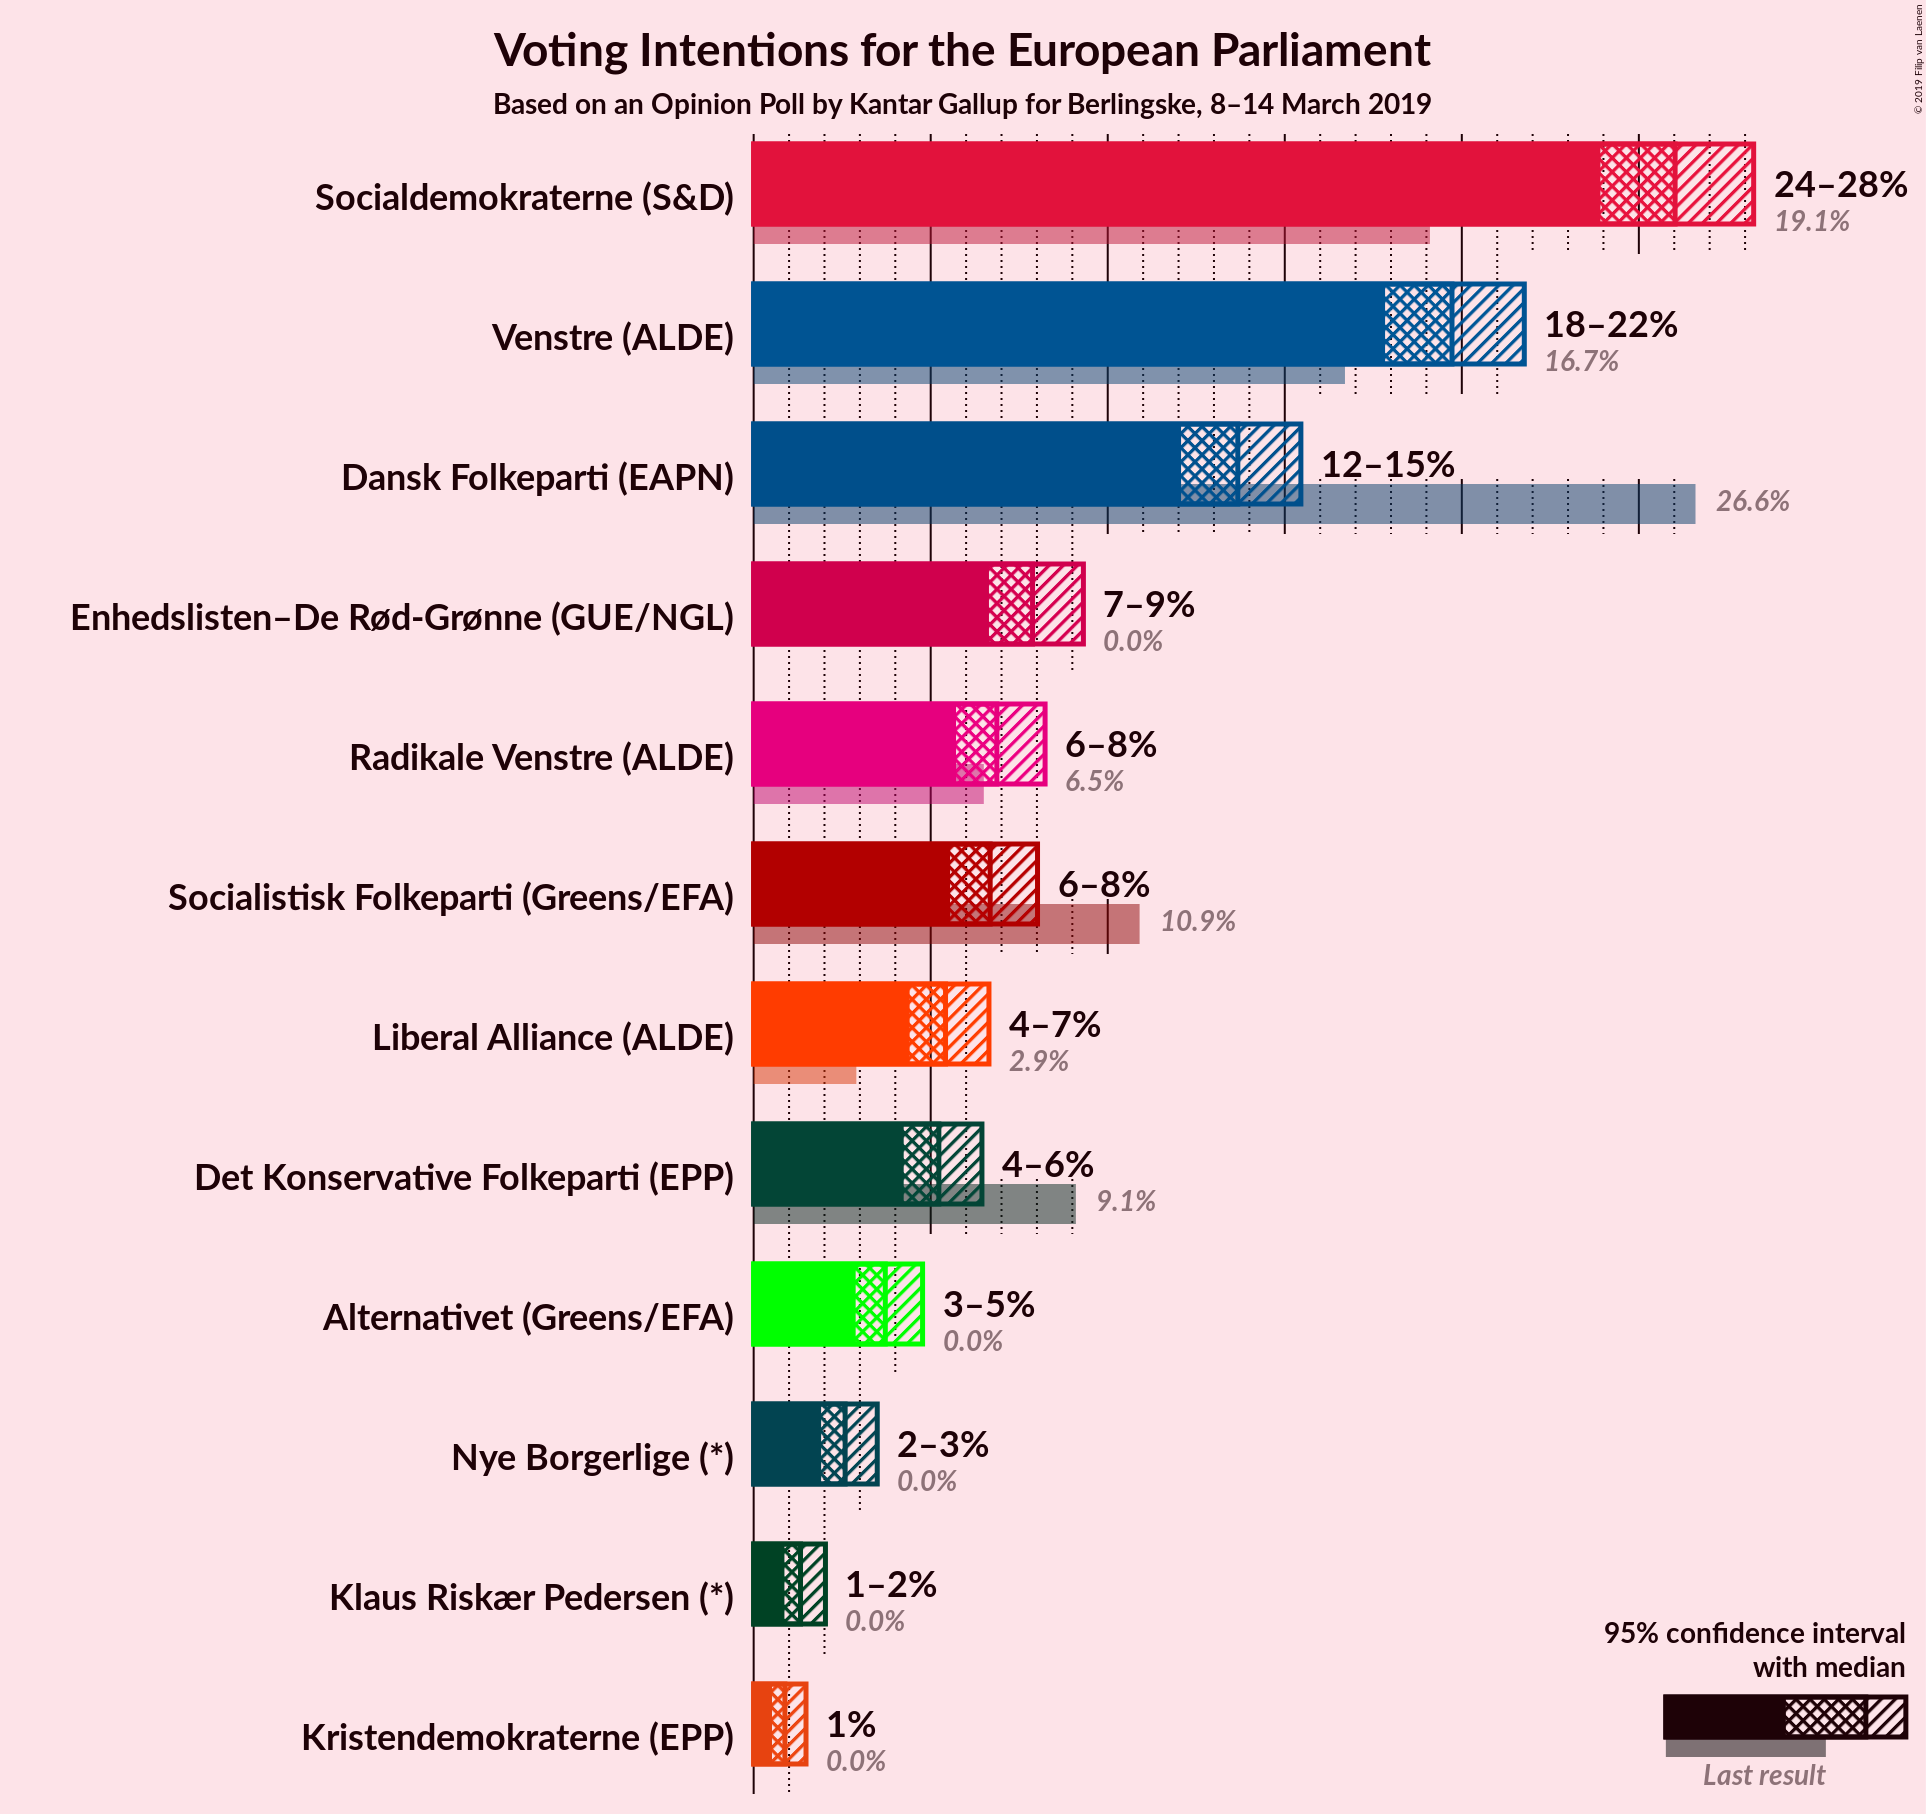 Voting Intentions for the European Parliament
Based on an Opinion Poll by Kantar Gallup for Berlingske, 8–14 March 2019
© 2019 Filip van Laenen
Socialdemokraterne (S&D)
24–28%
19.1%
Venstre (ALDE)
18–22%
16.7%
Dansk Folkeparti (EAPN)
12–15%
26.6%
Enhedslisten–De Rød-Grønne (GUE/NGL)
7–9%
0.0%
Radikale Venstre (ALDE)
6–8%
6.5%
Socialistisk Folkeparti (Greens/EFA)
6–8%
10.9%
Liberal Alliance (ALDE)
4–7%
2.9%
Det Konservative Folkeparti (EPP)
4–6%
9.1%
Alternativet (Greens/EFA)
3–5%
0.0%
Nye Borgerlige (*)
2–3%
0.0%
Klaus Riskær Pedersen (*)
1–2%
0.0%
Kristendemokraterne (EPP)
1%
0.0%
95% confidence interval
with median
Last result